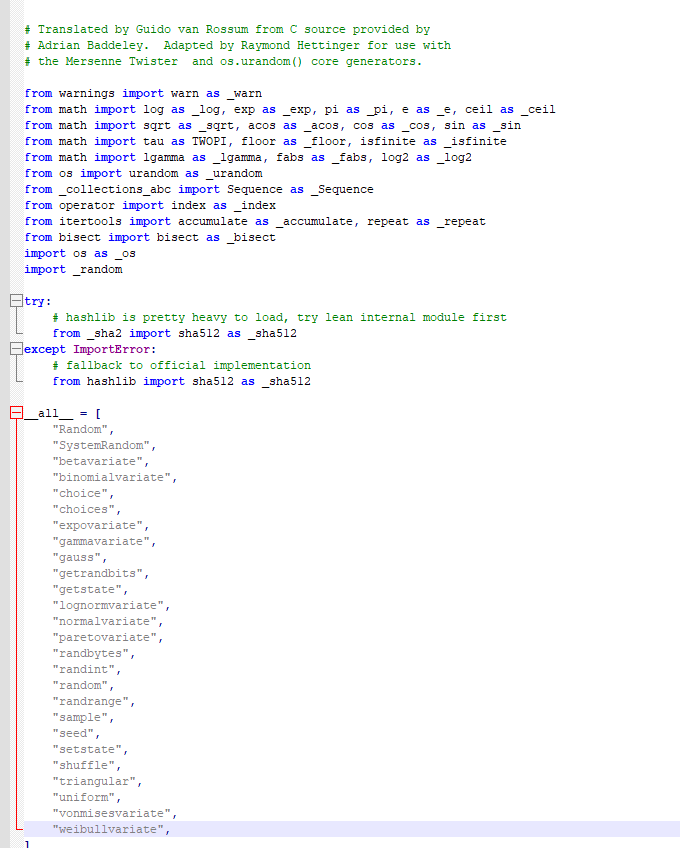 # Translated by Guido van Rossum from C source provided by
# Adrian Baddeley.  Adapted by Raymond Hettinger for use with
# the Mersenne Twister  and os.urandom() core generators.

from warnings import warn as _warn
from math import log as _log, exp as _exp, pi as _pi, e as _e, ceil as _ceil
from math import sqrt as _sqrt, acos as _acos, cos as _cos, sin as _sin
from math import tau as TWOPI, floor as _floor, isfinite as _isfinite
from math import lgamma as _lgamma, fabs as _fabs, log2 as _log2
from os import urandom as _urandom
from _collections_abc import Sequence as _Sequence
from operator import index as _index
from itertools import accumulate as _accumulate, repeat as _repeat
from bisect import bisect as _bisect
import os as _os
import _random

try:
    # hashlib is pretty heavy to load, try lean internal module first
    from _sha2 import sha512 as _sha512
except ImportError:
    # fallback to official implementation
    from hashlib import sha512 as _sha512

__all__ = [
    "Random",
    "SystemRandom",
    "betavariate",
    "binomialvariate",
    "choice",
    "choices",
    "expovariate",
    "gammavariate",
    "gauss",
    "getrandbits",
    "getstate",
    "lognormvariate",
    "normalvariate",
    "paretovariate",
    "randbytes",
    "randint",
    "random",
    "randrange",
    "sample",
    "seed",
    "setstate",
    "shuffle",
    "triangular",
    "uniform",
    "vonmisesvariate",
    "weibullvariate",
]